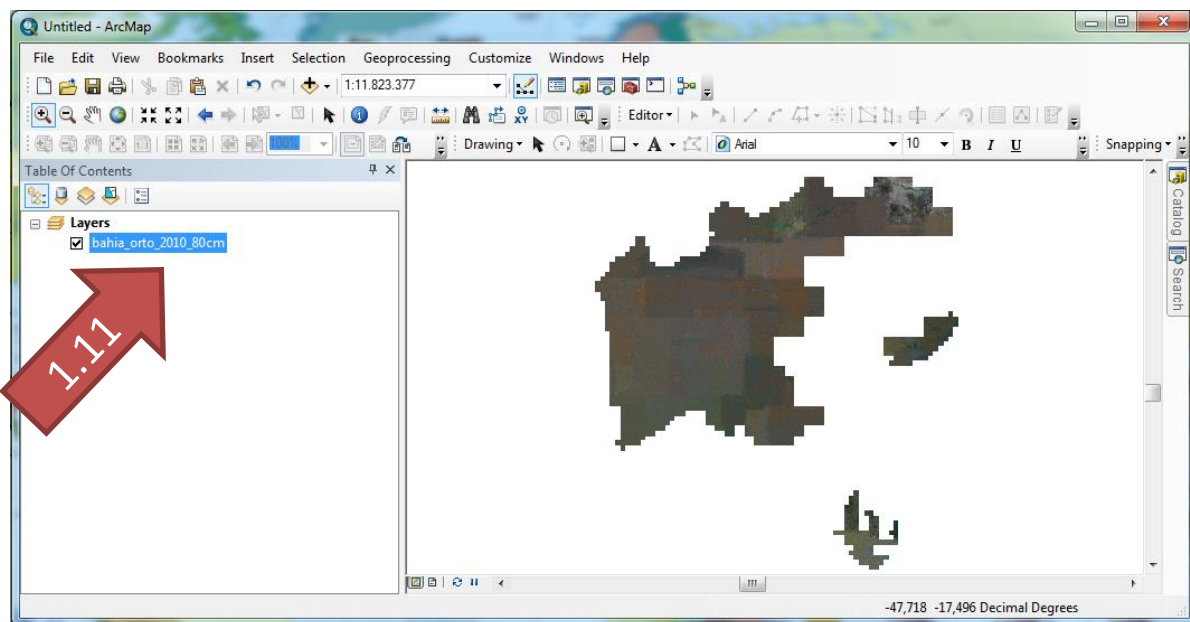 Untitled - ArcMap
File Edit View Bookmarks Insert Selection Geoprocessing Customize Windows Help
1:11.823.377
Editor
100%
Drawing
A
Arial
10
B I U
Snapping
Table Of Contents
Catalog
Search
Layers
bahia_orto_2010_80cm
1.11
-47,718 -17,496 Decimal Degrees